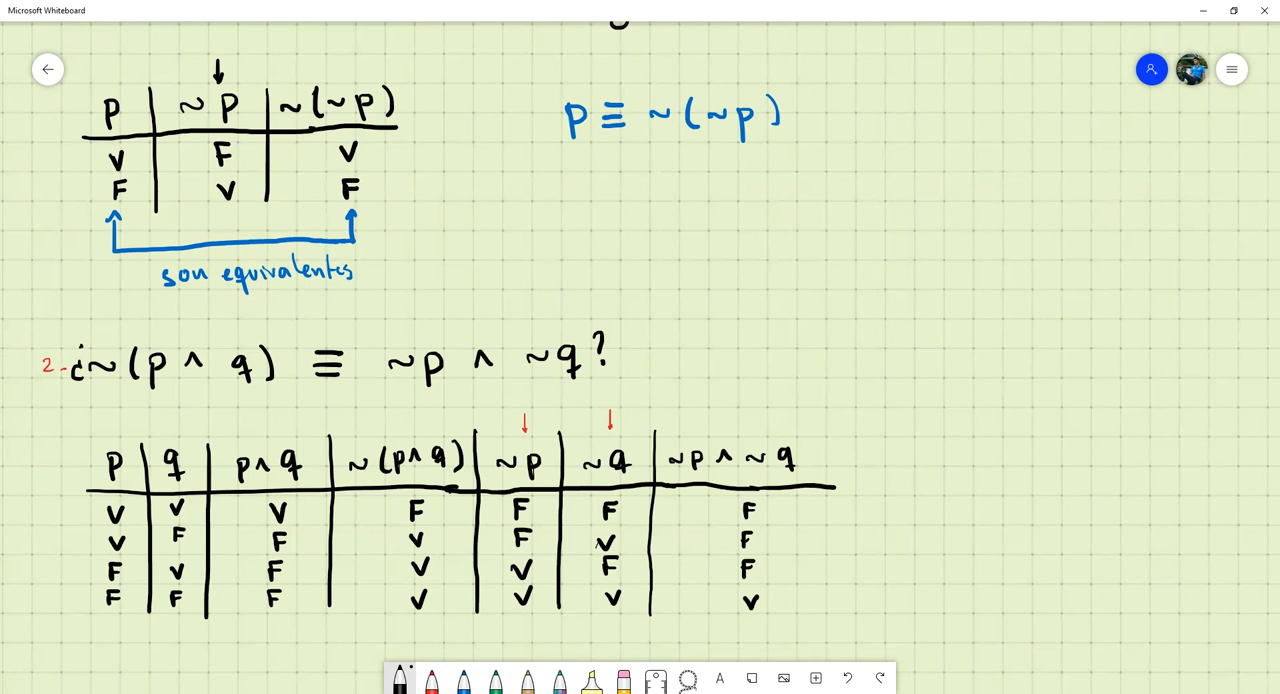 Microsoft Whiteboard
p | ~p | ~(~p)
V | F | V
F | V | F
son equivalentes
p ≡ ~(~p)
2- ¿~(p ∧ q) ≡ ~p ∧ ~q?
p | q | p ∧ q | ~(p ∧ q) | ~p | ~q | ~p ∧ ~q
V | V | V | F | F | F | F
V | F | F | V | F | V | F
F | V | F | V | V | F | F
F | F | F | V | V | V | V